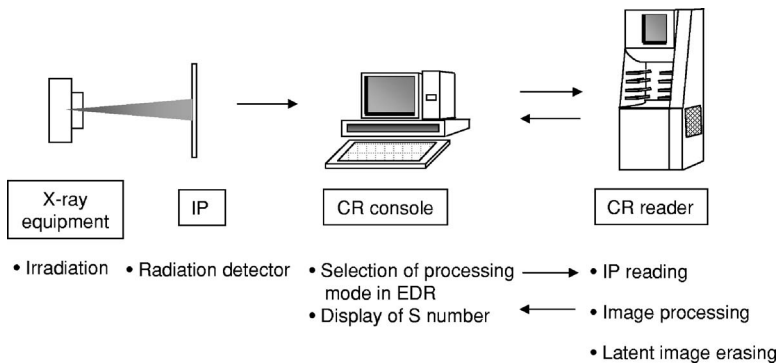 X-ray
equipment
IP
CR console
CR reader
• Irradiation
• Radiation detector
• Selection of processing
mode in EDR
• Display of S number
• IP reading
• Image processing
• Latent image erasing